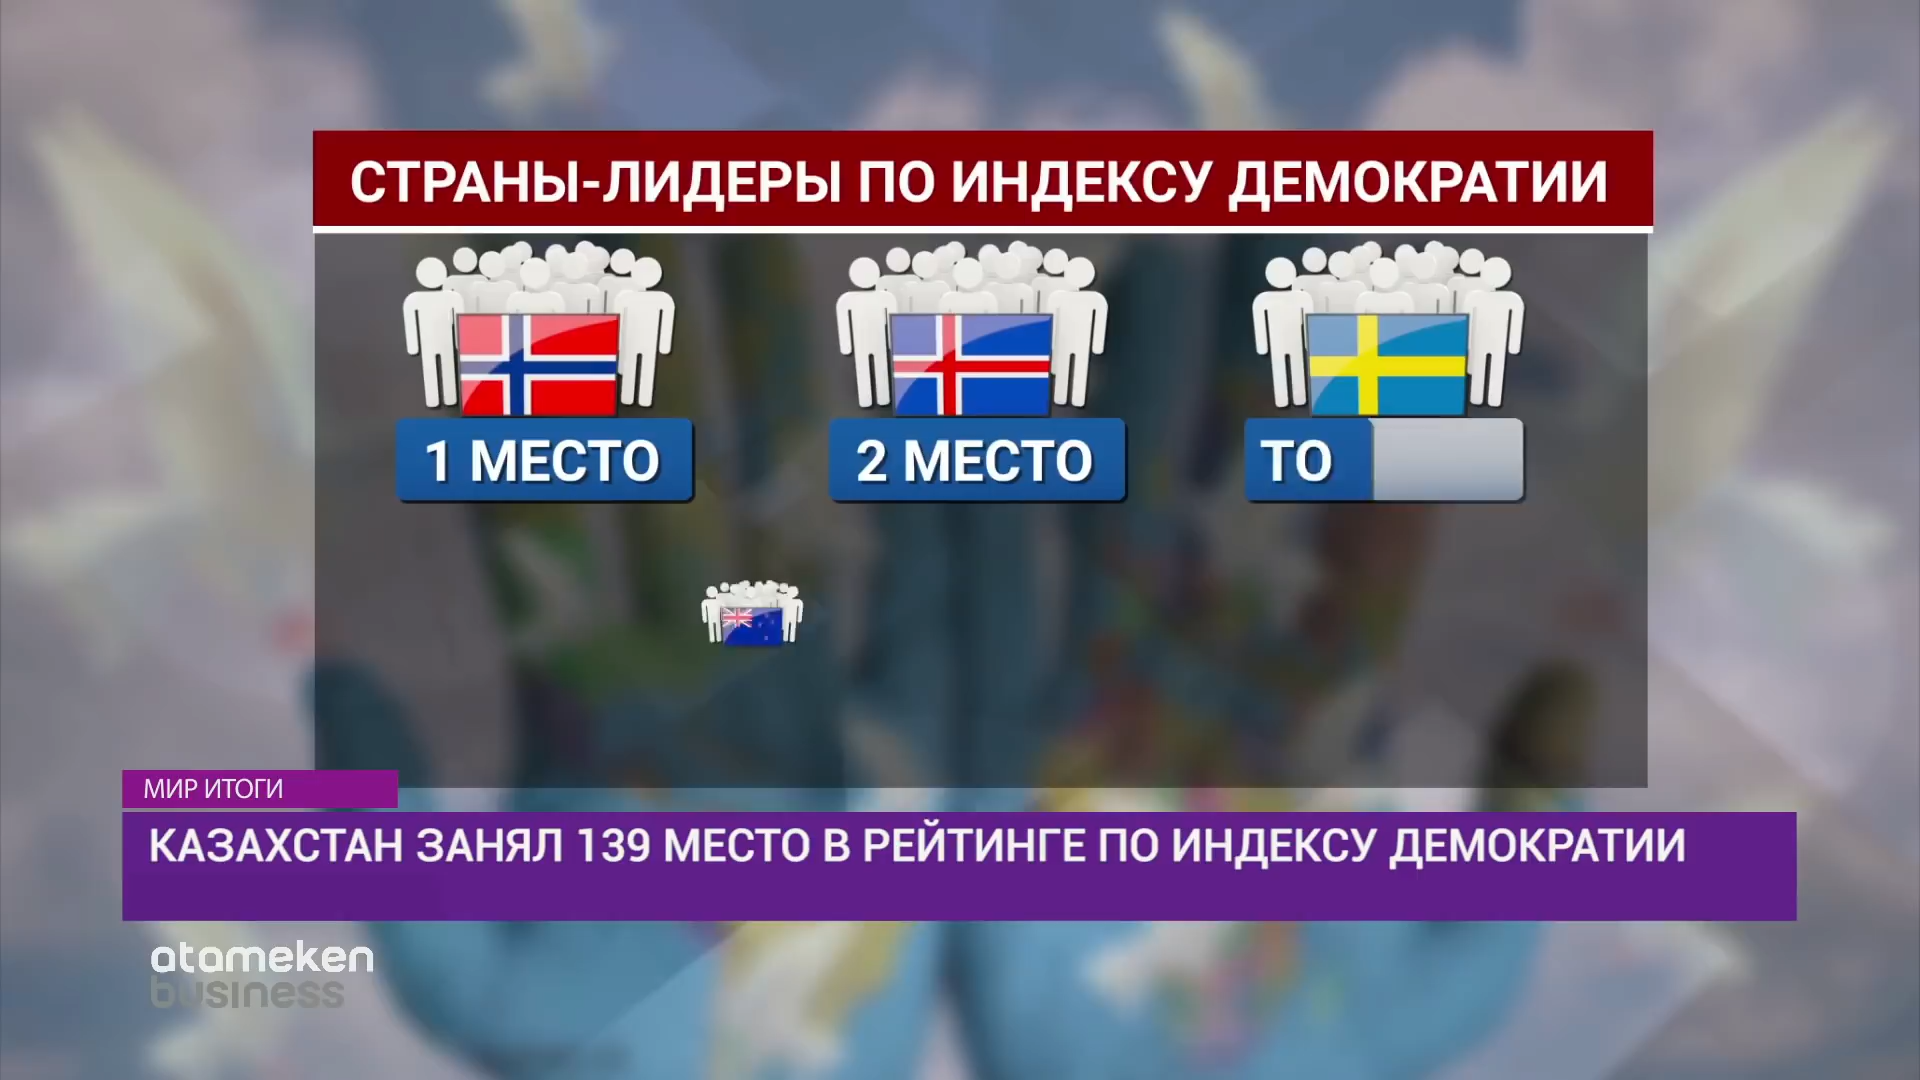 СТРАНЫ-ЛИДЕРЫ ПО ИНДЕКСУ ДЕМОКРАТИИ
1 МЕСТО
2 МЕСТО
ТО
МИР ИТОГИ
КАЗАХСТАН ЗАНЯЛ 139 МЕСТО В РЕЙТИНГЕ ПО ИНДЕКСУ ДЕМОКРАТИИ
atameken
business